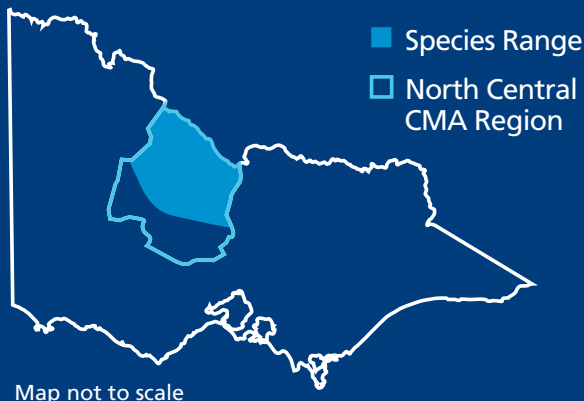 Species Range
North Central
CMA Region
Map not to scale